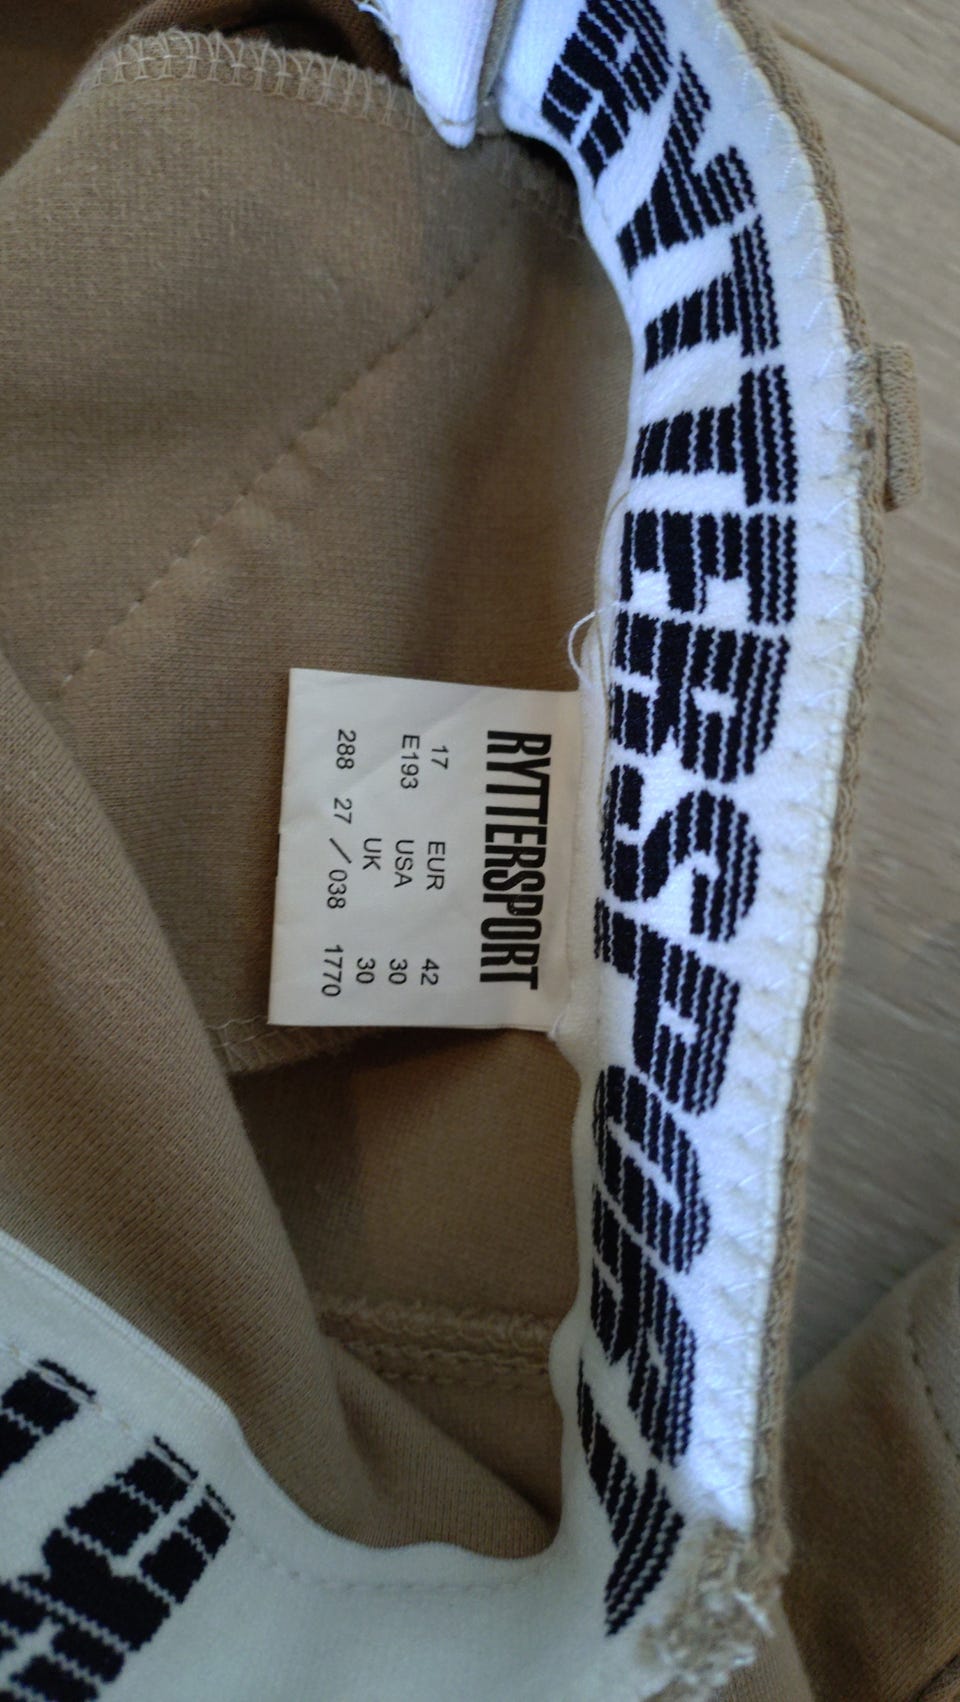 RYTTERSPORT
RYTTERSPORT
17 EUR 42
E193 USA 30
UK 30
288 27/038 1770